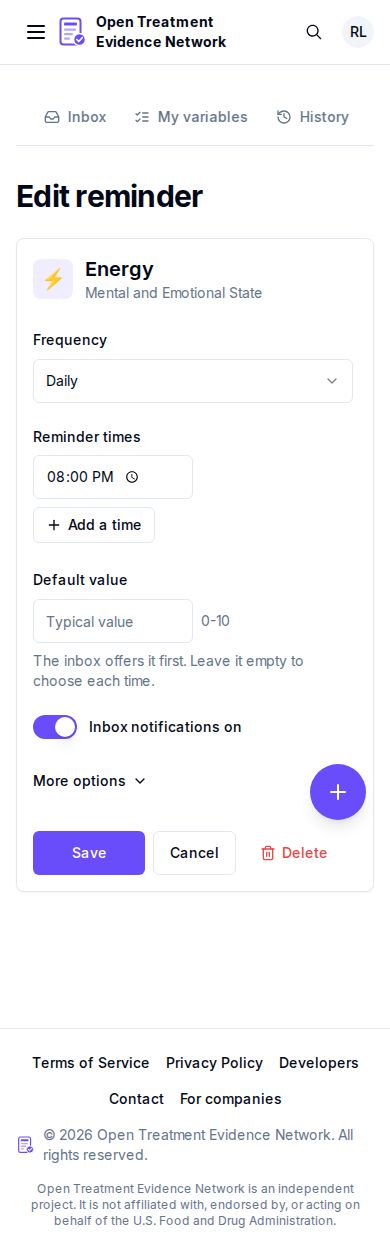 Open Treatment
Evidence Network
RL
Inbox
My variables
History
Edit reminder
Energy
Mental and Emotional State
Frequency
Daily
Reminder times
08:00 PM
Add a time
Default value
Typical value
0-10
The inbox offers it first. Leave it empty to
choose each time.
Inbox notifications on
More options
Save
Cancel
Delete
Terms of Service
Privacy Policy
Developers
Contact
For companies
© 2026 Open Treatment Evidence Network. All
rights reserved.
Open Treatment Evidence Network is an independent
project. It is not affiliated with, endorsed by, or acting on
behalf of the U.S. Food and Drug Administration.